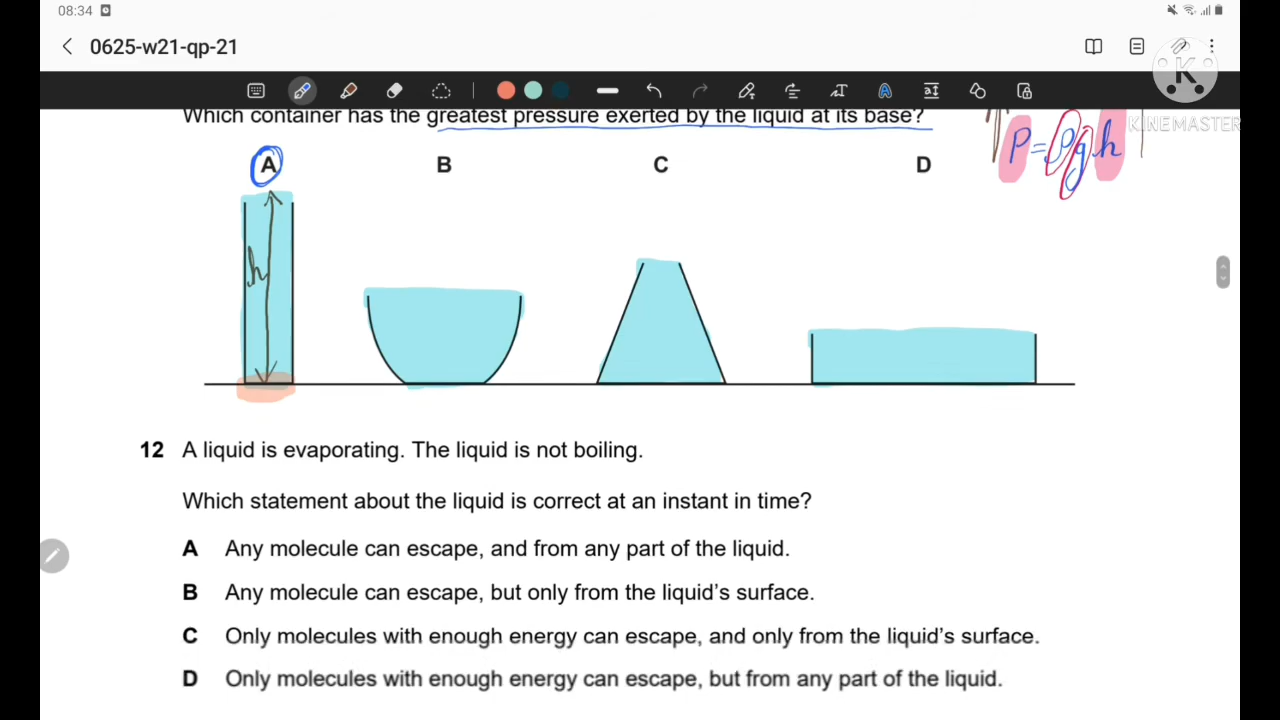 08:34
0625-w21-qp-21
KINEMASTER
Which container has the greatest pressure exerted by the liquid at its base?
P=ρgh
A B C D
h
12 A liquid is evaporating. The liquid is not boiling.
Which statement about the liquid is correct at an instant in time?
A Any molecule can escape, and from any part of the liquid.
B Any molecule can escape, but only from the liquid’s surface.
C Only molecules with enough energy can escape, and only from the liquid’s surface.
D Only molecules with enough energy can escape, but from any part of the liquid.